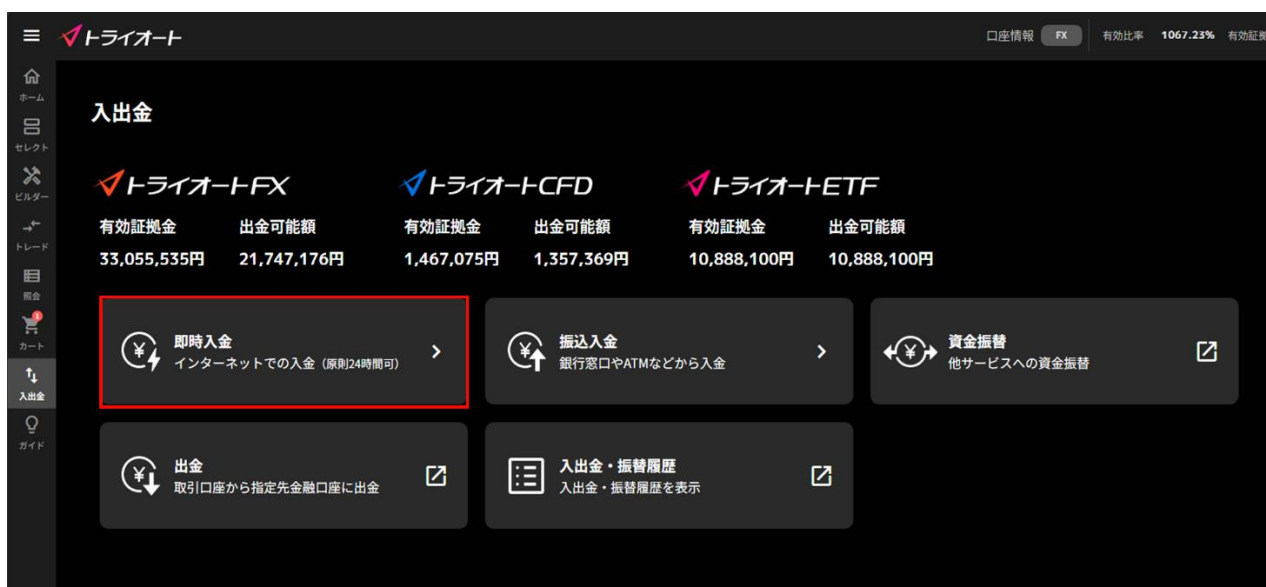 トライオート
口座情報 FX 有効比率 1067.23% 有効証拠
ホーム
セレクト
ビルダー
トレード
照会
1
カート
入出金
ガイド
入出金
トライオートFX トライオートCFD トライオートETF
有効証拠金 出金可能額 有効証拠金 出金可能額 有効証拠金 出金可能額
33,055,535円 21,747,176円 1,467,075円 1,357,369円 10,888,100円 10,888,100円
即時入金
インターネットでの入金（原則24時間可）
振込入金
銀行窓口やATMなどから入金
資金振替
他サービスへの資金振替
出金
取引口座から指定先金融口座に出金
入出金・振替履歴
入出金・振替履歴を表示